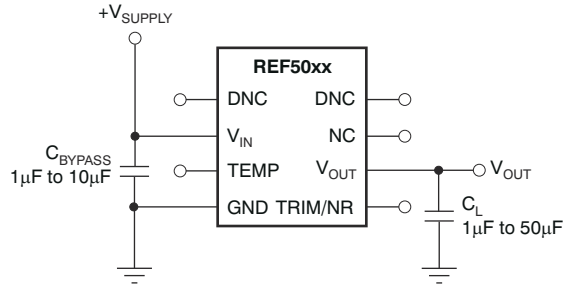 +V_SUPPLY
REF50xx
DNC DNC
V_IN NC
C_BYPASS
1μF to 10μF
TEMP V_OUT
V_OUT
GND TRIM/NR
C_L
1μF to 50μF